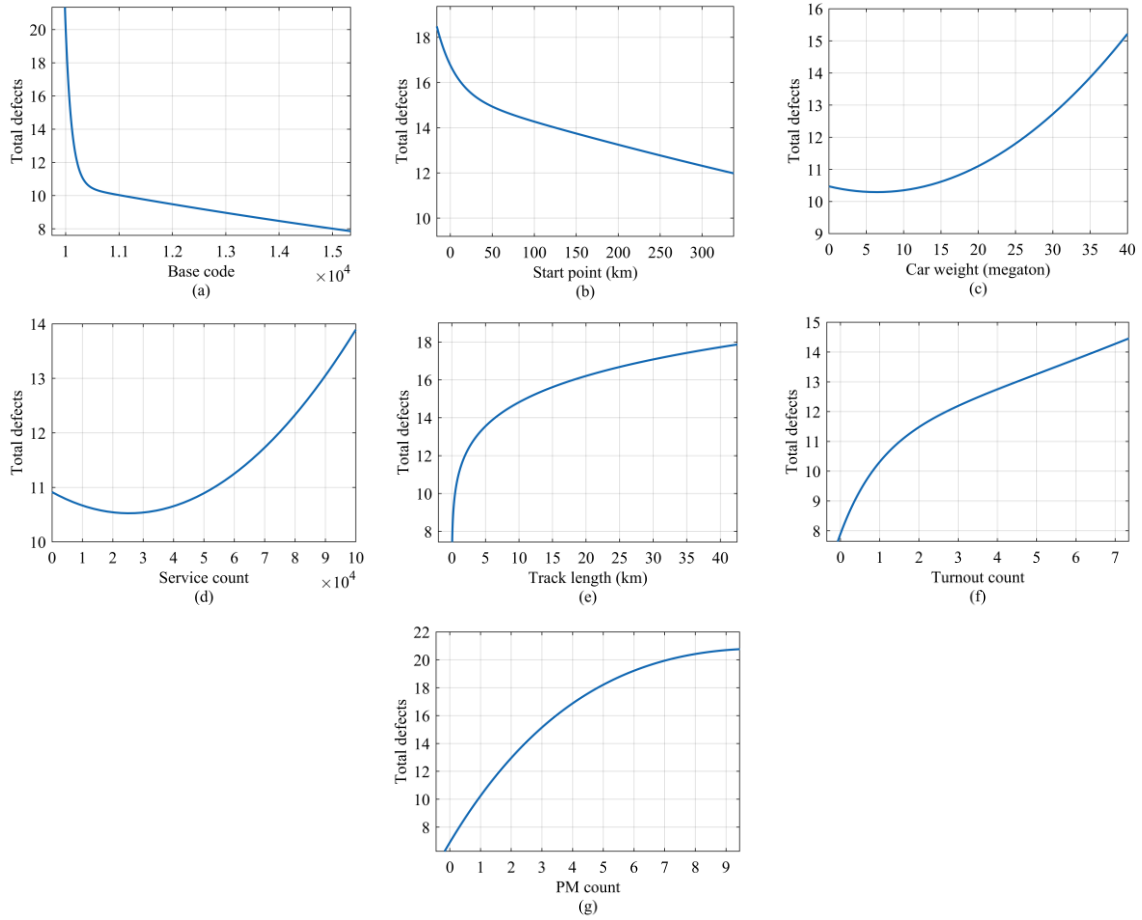 20
18
16
14
12
10
8
Total defects
1 1.1 1.2 1.3 1.4 1.5
×10⁴
Base code
(a)
18
16
14
12
10
Total defects
0 50 100 150 200 250 300
Start point (km)
(b)
16
15
14
13
12
11
10
9
Total defects
0 5 10 15 20 25 30 35 40
Car weight (megaton)
(c)
14
13
12
11
10
Total defects
0 1 2 3 4 5 6 7 8 9 10
×10⁴
Service count
(d)
18
16
14
12
10
8
Total defects
0 5 10 15 20 25 30 35 40
Track length (km)
(e)
15
14
13
12
11
10
9
8
Total defects
0 1 2 3 4 5 6 7
Turnout count
(f)
22
20
18
16
14
12
10
8
Total defects
0 1 2 3 4 5 6 7 8 9
PM count
(g)